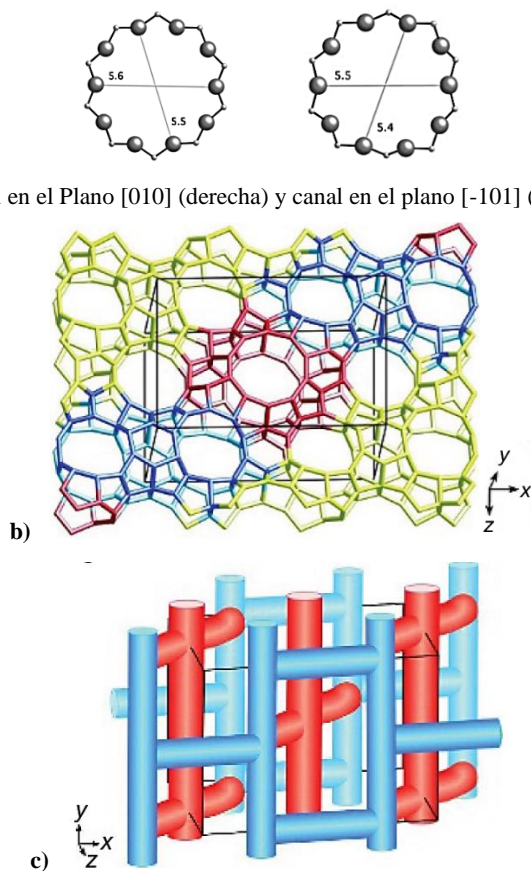 5.6
5.5
5.5
5.4
en el Plano [010] (derecha) y canal en el plano [-101] (
b)
y
x
z
y
x
z
c)